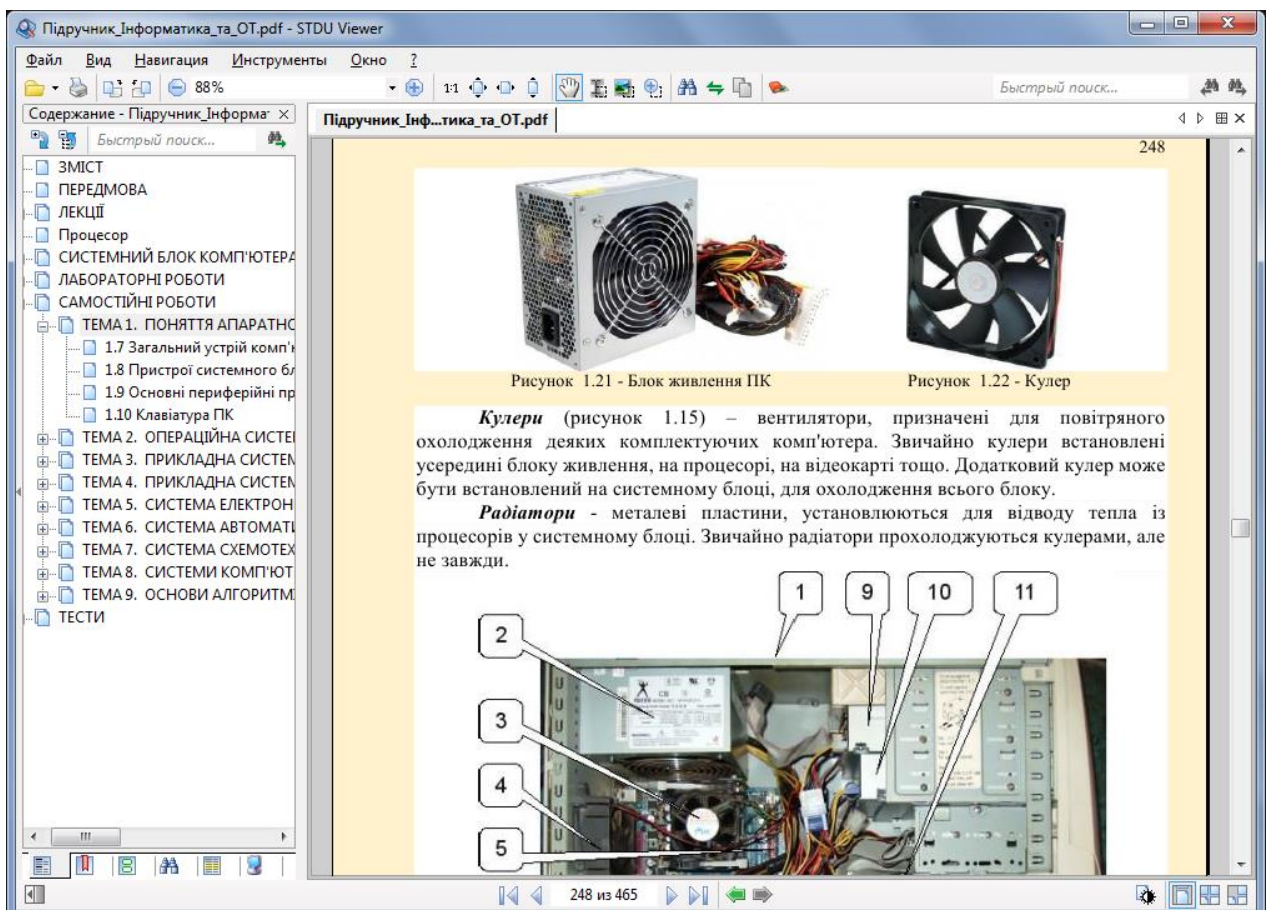 Підручник_Інформатика_та_ОТ.pdf - STDU Viewer
Файл Вид Навигация Инструменты Окно ?
88%
1:1
Быстрый поиск...
Содержание - Підручник_Інформат
Быстрый поиск...
ЗМІСТ
ПЕРЕДМОВА
ЛЕКЦІЇ
Процесор
СИСТЕМНИЙ БЛОК КОМП'ЮТЕРА
ЛАБОРАТОРНІ РОБОТИ
САМОСТІЙНІ РОБОТИ
ТЕМА 1. ПОНЯТТЯ АПАРАТНО
1.7 Загальний устрій комп'ю
1.8 Пристрої системного бл
1.9 Основні периферійні пр
1.10 Клавіатура ПК
ТЕМА 2. ОПЕРАЦІЙНА СИСТЕ
ТЕМА 3. ПРИКЛАДНА СИСТЕМ
ТЕМА 4. ПРИКЛАДНА СИСТЕМ
ТЕМА 5. СИСТЕМА ЕЛЕКТРОН
ТЕМА 6. СИСТЕМА АВТОМАТИ
ТЕМА 7. СИСТЕМА СХЕМОТЕХ
ТЕМА 8. СИСТЕМИ КОМП'ЮТ
ТЕМА 9. ОСНОВИ АЛГОРИТМІ
ТЕСТИ
Підручник_Інф...тика_та_ОТ.pdf
248
Рисунок 1.21 - Блок живлення ПК
Рисунок 1.22 - Кулер
Кулери (рисунок 1.15) – вентилятори, призначені для повітряного
охолодження деяких комплектуючих комп'ютера. Звичайно кулери встановлені
усередині блоку живлення, на процесорі, на відеокарті тощо. Додатковий кулер може
бути встановлений на системному блоці, для охолодження всього блоку.
Радіатори - металеві пластини, установлюються для відводу тепла із
процесорів у системному блоці. Звичайно радіатори прохолоджуються кулерами, але
не завжди.
1
9
10
11
2
3
4
5
248 из 465